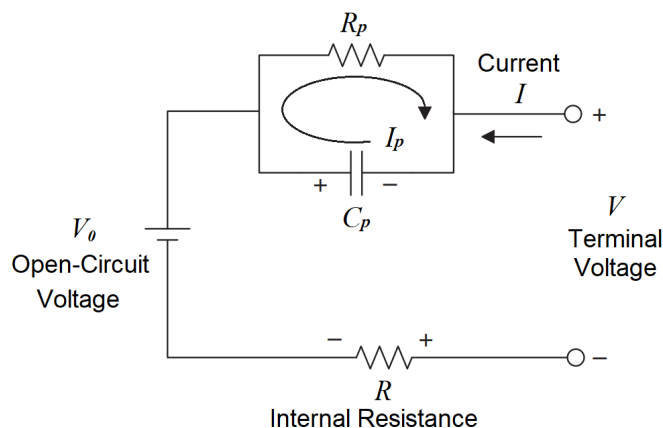 Rp
Current
I
+
Ip
+ −
Cp
V0
Open-Circuit
Voltage
V
Terminal
Voltage
− +
−
R
Internal Resistance